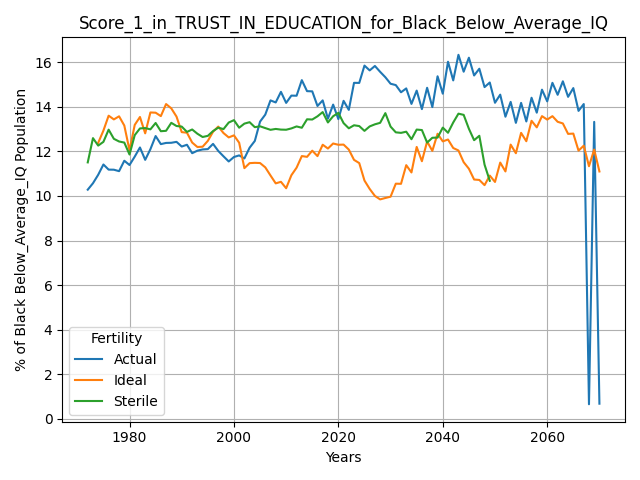 Score_1_in_TRUST_IN_EDUCATION_for_Black_Below_Average_IQ
% of Black Below_Average_IQ Population
16
14
12
10
8
6
4
2
0
Fertility
Actual
Ideal
Sterile
1980 2000 2020 2040 2060
Years